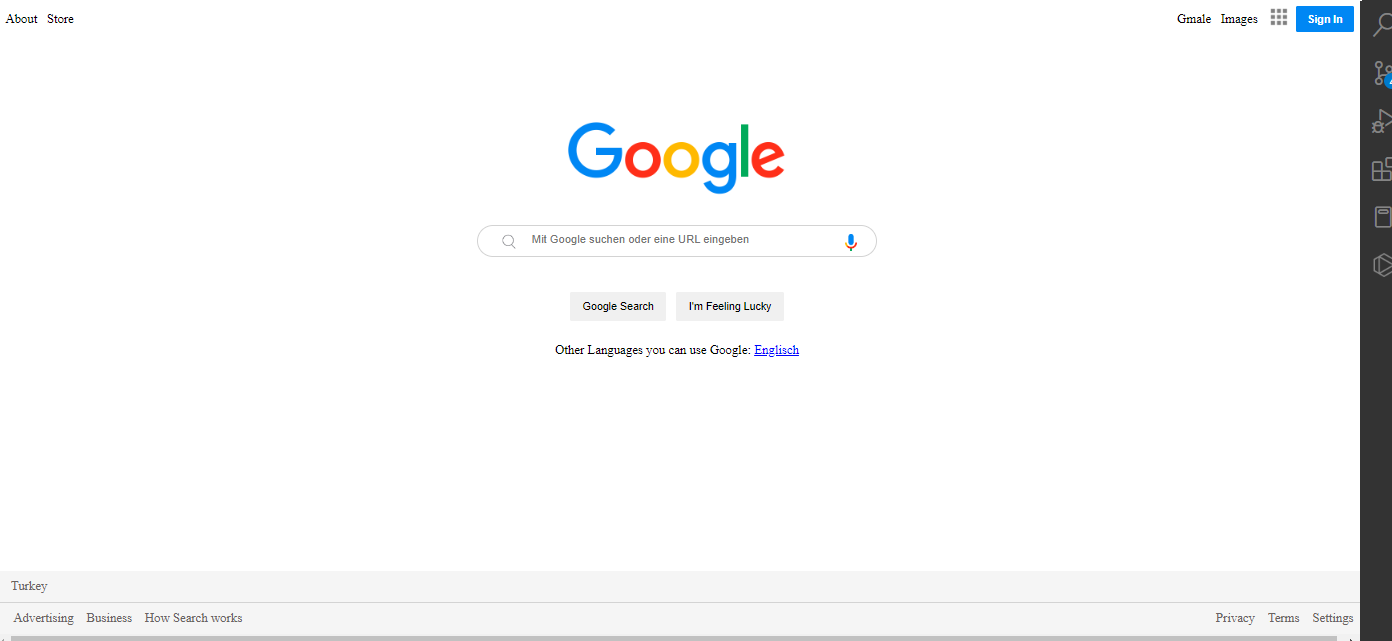 About Store Gmale Images Sign In
Google
Mit Google suchen oder eine URL eingeben
Google Search I'm Feeling Lucky
Other Languages you can use Google: Englisch
Turkey
Advertising Business How Search works Privacy Terms Settings